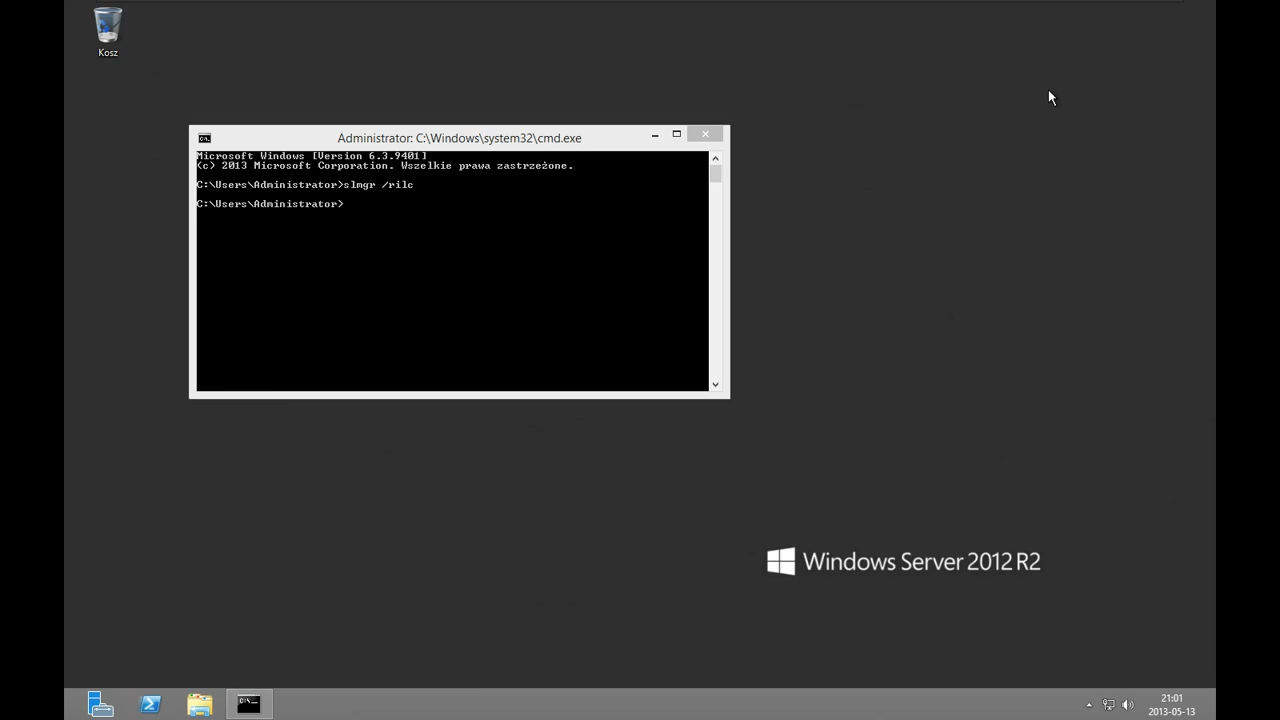 Kosz
Administrator: C:\Windows\system32\cmd.exe
Microsoft Windows [Version 6.3.9401]
(c) 2013 Microsoft Corporation. Wszelkie prawa zastrzeżone.
C:\Users\Administrator>slmgr /rilc
C:\Users\Administrator>
Windows Server 2012 R2
21:01
2013-05-13